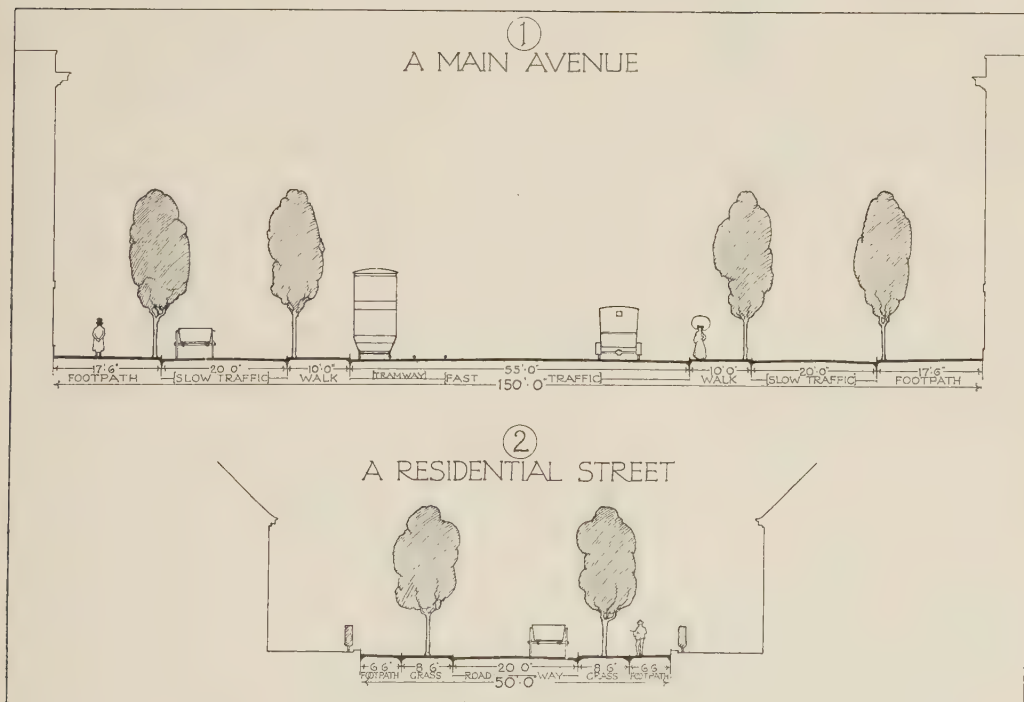 1
A MAIN AVENUE
17'·6" 20'·0" 10'·0" 55'·0" 10'·0" 20'·0" 17'·6"
FOOTPATH SLOW TRAFFIC WALK TRAMWAY FAST TRAFFIC WALK SLOW TRAFFIC FOOTPATH
150'·0"
2
A RESIDENTIAL STREET
6'6" 8'6" 20'0" 8'6" 6'6"
FOOTPATH GRASS ROAD WAY GRASS FOOTPATH
50'·0"